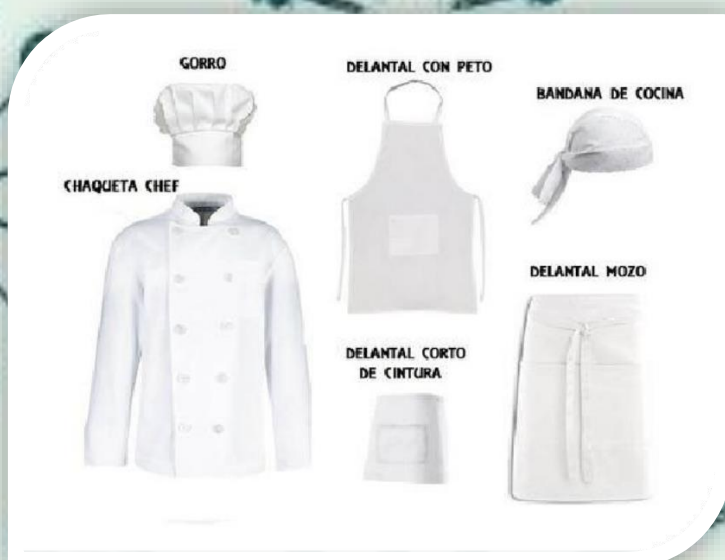 GORRO
DELANTAL CON PETO
BANDANA DE COCINA
CHAQUETA CHEF
DELANTAL MOZO
DELANTAL CORTO
DE CINTURA